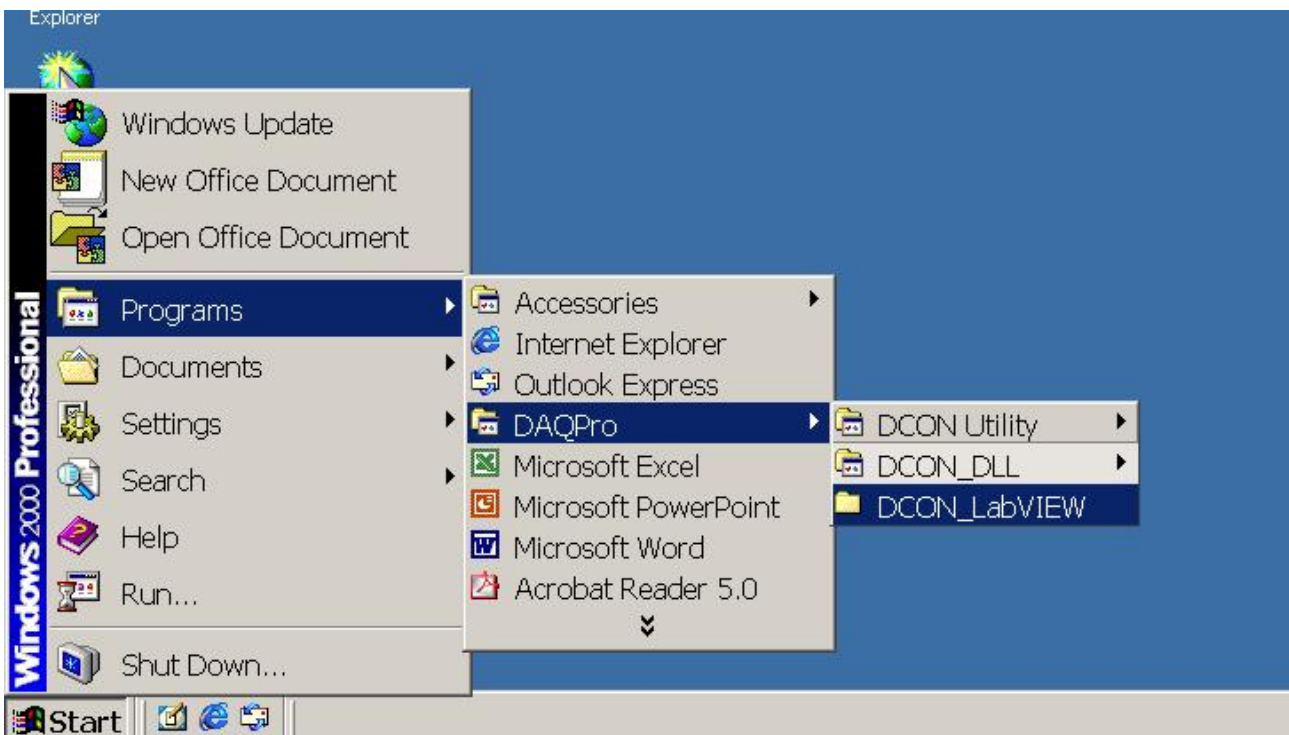 Explorer
Windows 2000 Professional
Windows Update
New Office Document
Open Office Document
Programs
Documents
Settings
Search
Help
Run...
Shut Down...
Accessories
Internet Explorer
Outlook Express
DAQPro
Microsoft Excel
Microsoft PowerPoint
Microsoft Word
Acrobat Reader 5.0
DCON Utility
DCON_DLL
DCON_LabVIEW
Start